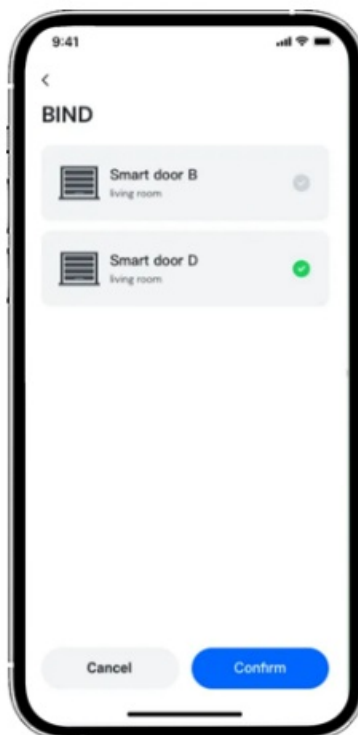 9:41
BIND
Smart door B
living room
Smart door D
living room
Cancel
Confirm